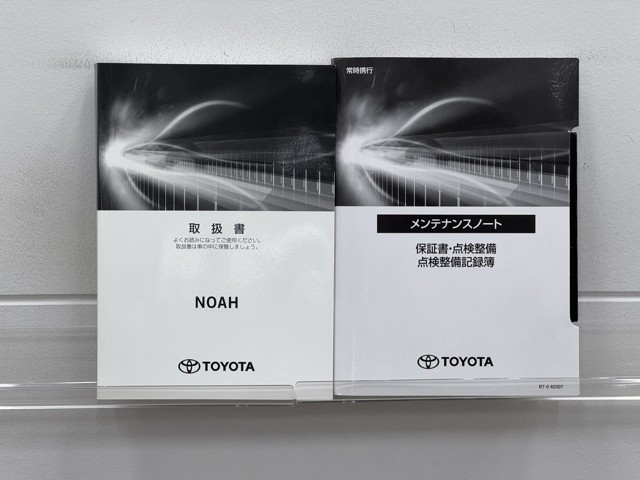 取扱書
よくお読みになってご使用ください。
取扱書は車の中に保管しましょう。
NOAH
TOYOTA
常時携行
メンテナンスノート
保証書・点検整備
点検整備記録簿
TOYOTA
RT-0 62307